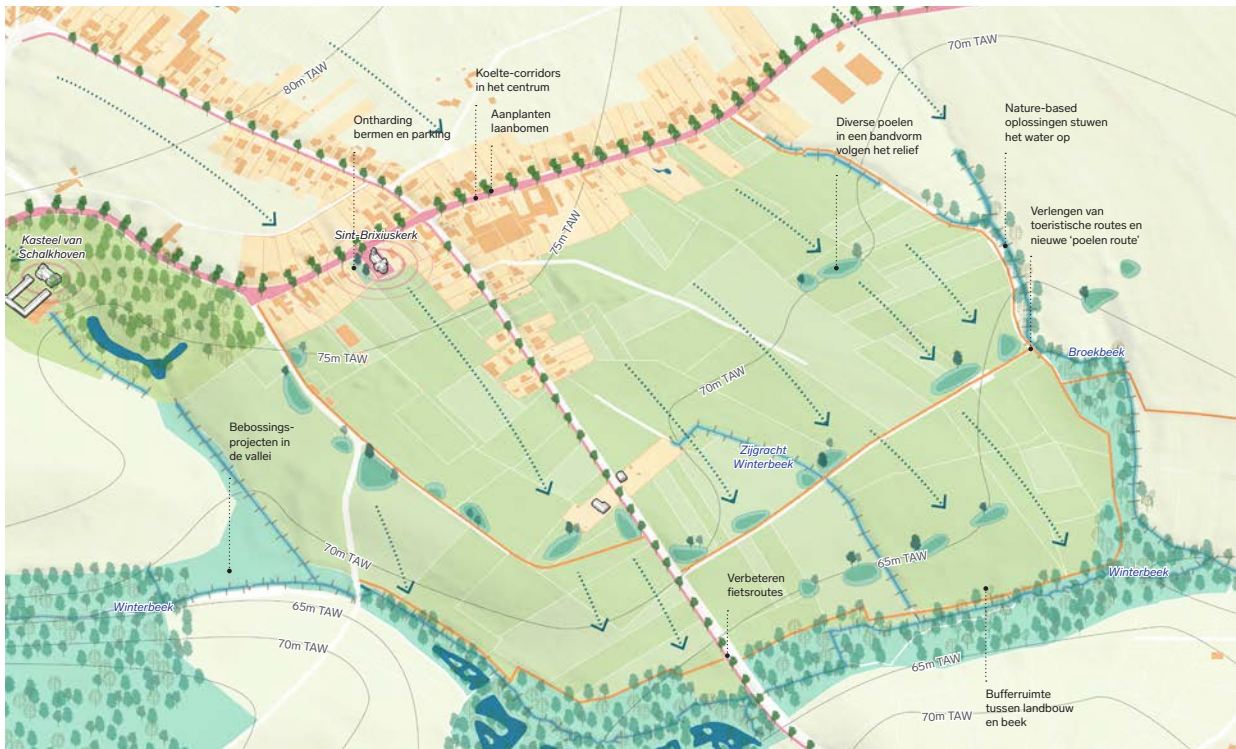 70m TAW
80m TAW
Koelte-corridors
in het centrum
Aanplanten
laanbomen
Ontharding
bermen en parking
Diverse poelen
in een bandvorm
volgen het relief
Nature-based
oplossingen stuwen
het water op
Verlengen van
toeristische routes en
nieuwe ‘poelen route’
Kasteel van
Schalkhoven
Sint-Brixiuskerk
75m TAW
75m TAW
Broekbeek
70m TAW
Bebossings-
projecten in
de vallei
Zijgracht
Winterbeek
70m TAW
65m TAW
Verbeteren
fietsroutes
Winterbeek
Winterbeek
65m TAW
70m TAW
65m TAW
Bufferruimte
tussen landbouw
en beek
70m TAW